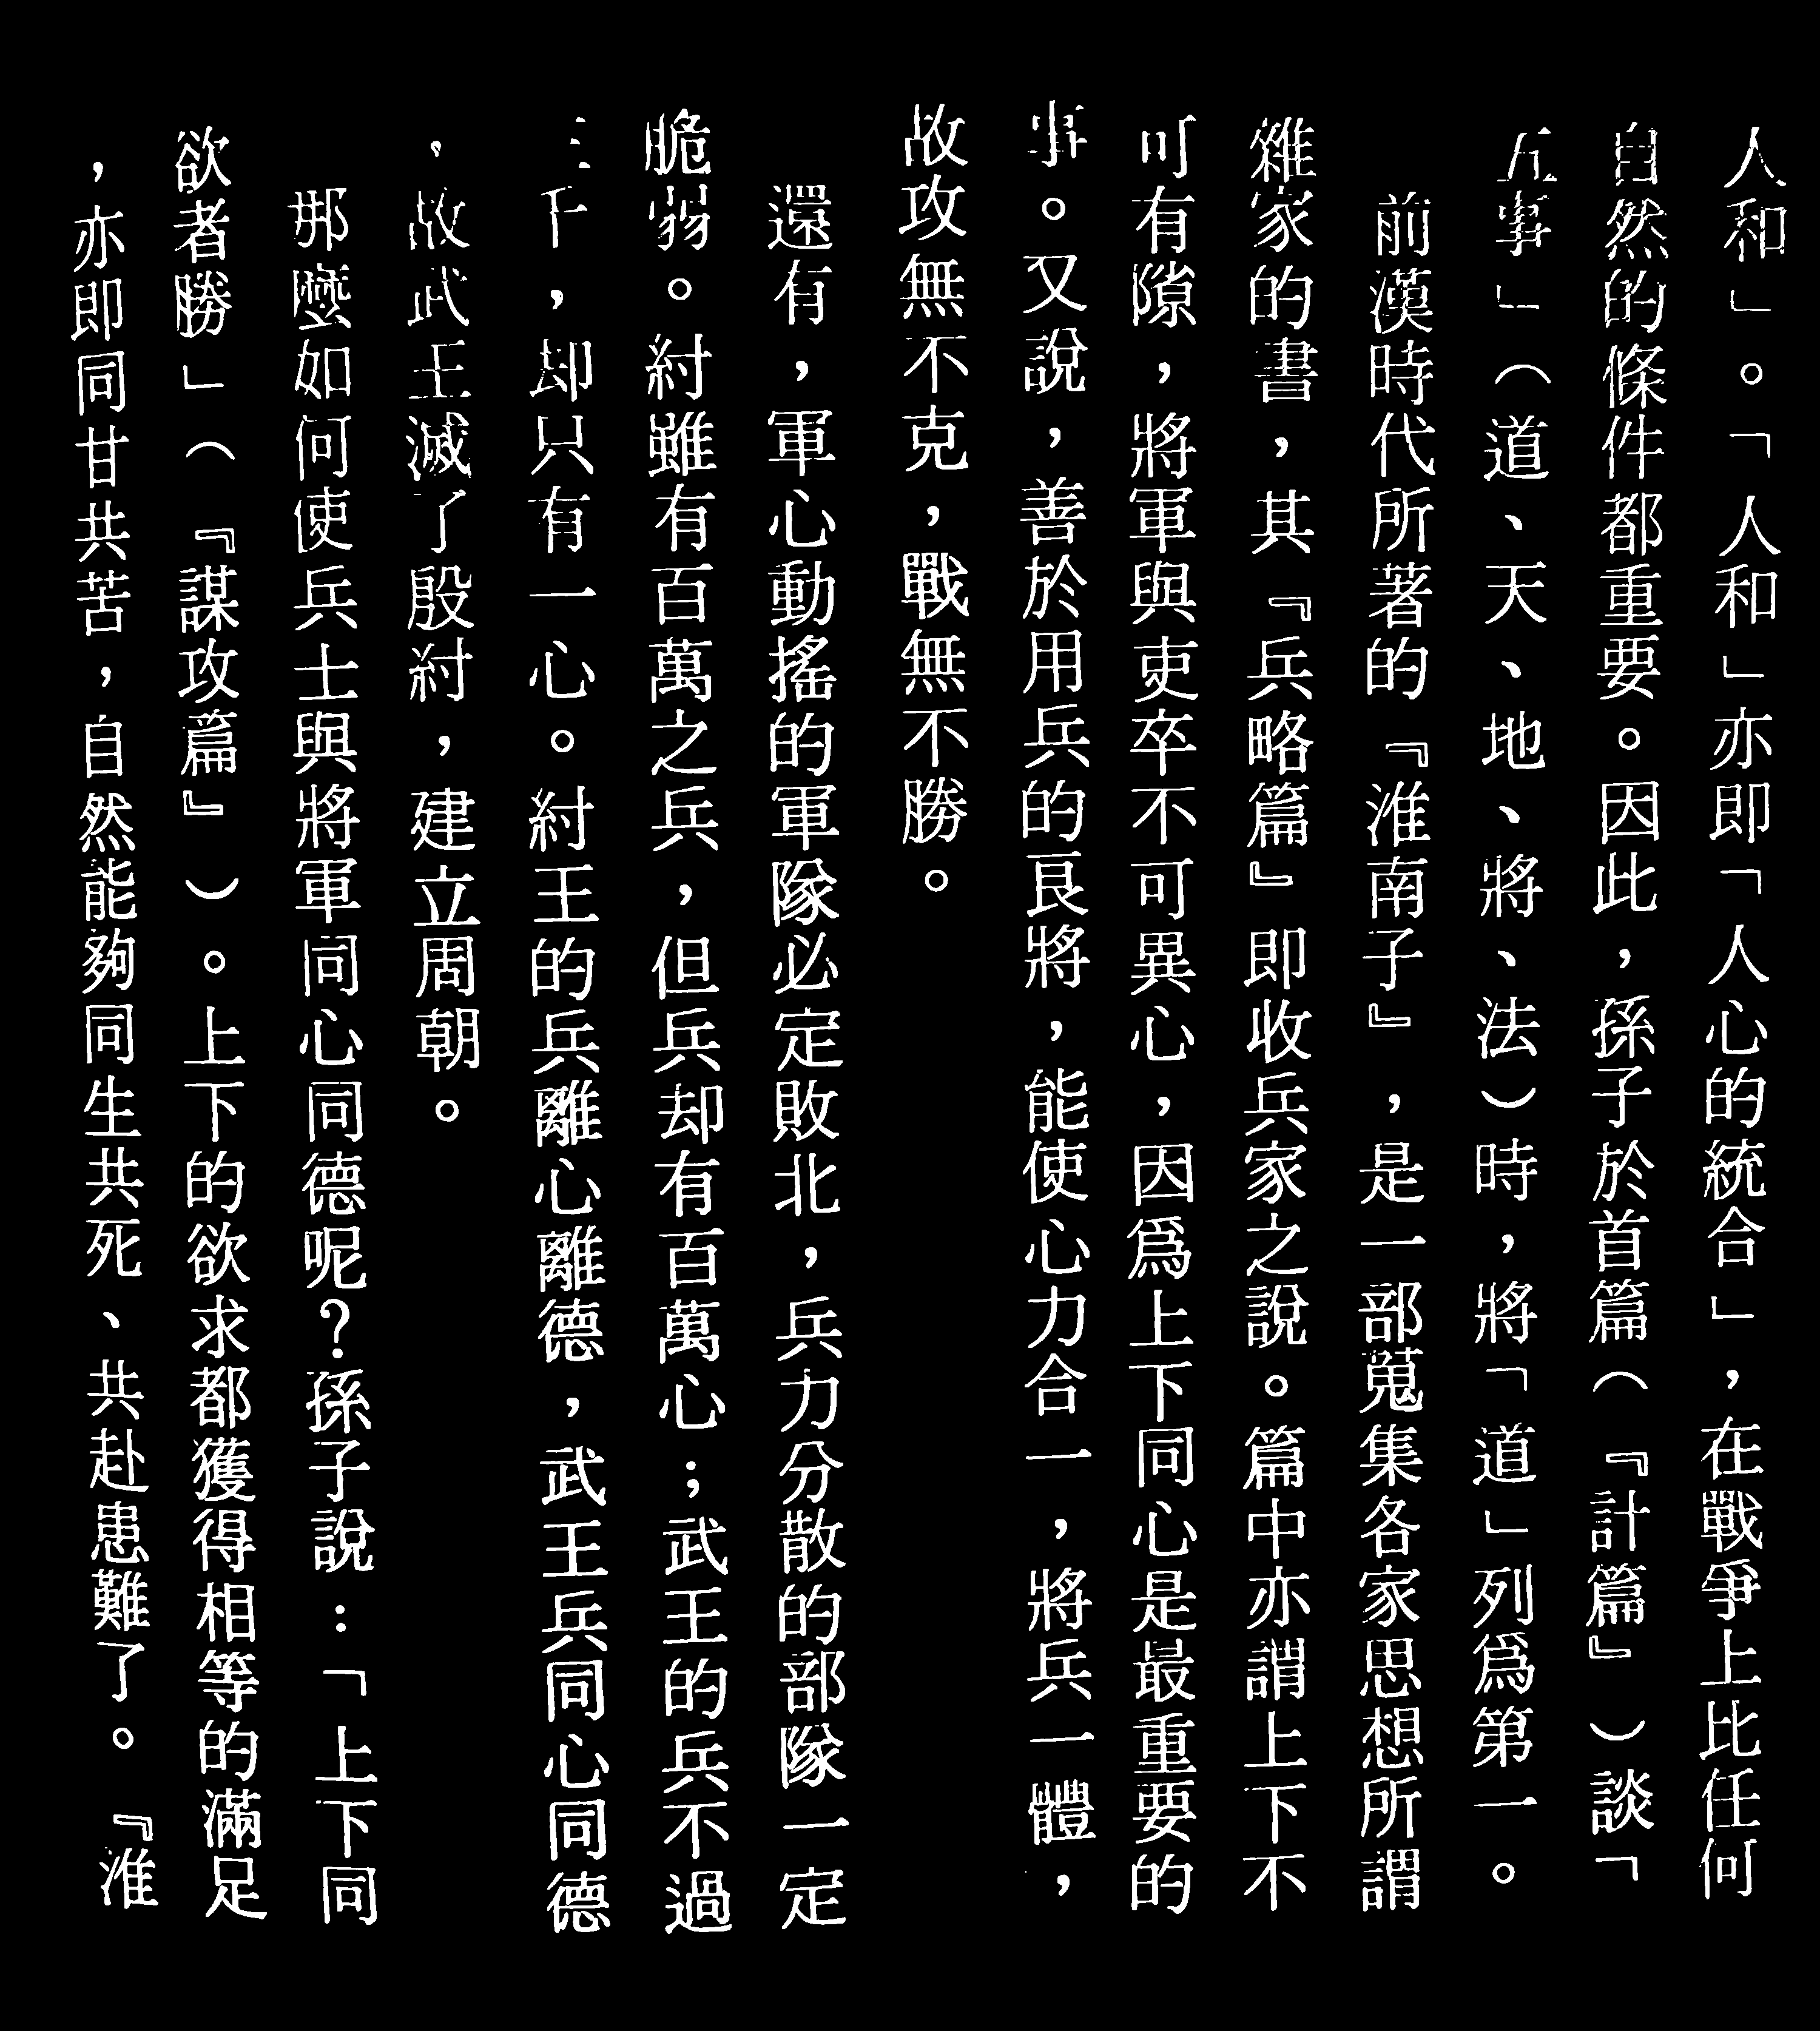 人和」。「人和」亦即「人心的統合」，在戰爭上比任何
自然的條件都重要。因此，孫子於首篇（『計篇』）談「
五事」（道、天、地、將、法）時，將「道」列爲第一。
前漢時代所著的『淮南子』，是一部蒐集各家思想所謂
雜家的書，其『兵略篇』即收兵家之說。篇中亦謂上下不
可有隙，將軍與吏卒不可異心，因爲上下同心是最重要的
事。又說，善於用兵的良將，能使心力合一，將兵一體，
故攻無不克，戰無不勝。
還有，軍心動搖的軍隊必定敗北，兵力分散的部隊一定
脆弱。紂雖有百萬之兵，但兵却有百萬心；武王的兵不過
三千，却只有一心。紂王的兵離心離德，武王兵同心同德
，故武王滅了殷紂，建立周朝。
那麼如何使兵士與將軍同心同德呢？孫子說：「上下同
欲者勝」（『謀攻篇』）。上下的欲求都獲得相等的滿足
，亦即同甘共苦，自然能夠同生共死、共赴患難了。『淮